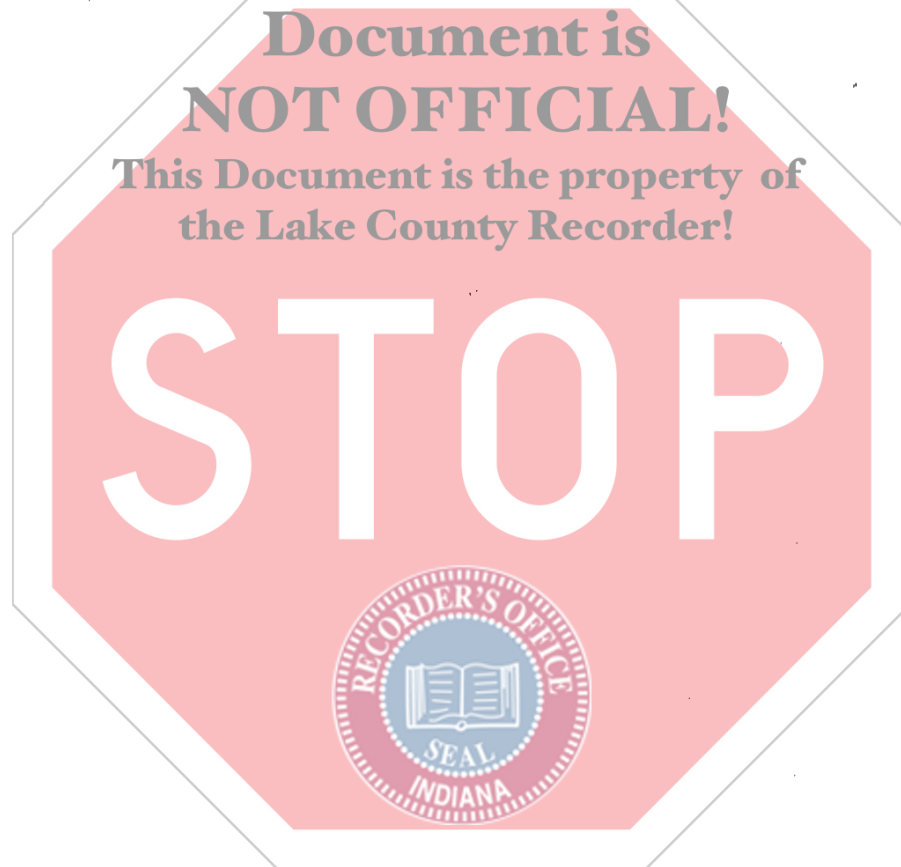 Document is
NOT OFFICIAL!
This Document is the property of
the Lake County Recorder!
STOP
RECORDER'S OFFICE
SEAL
INDIANA